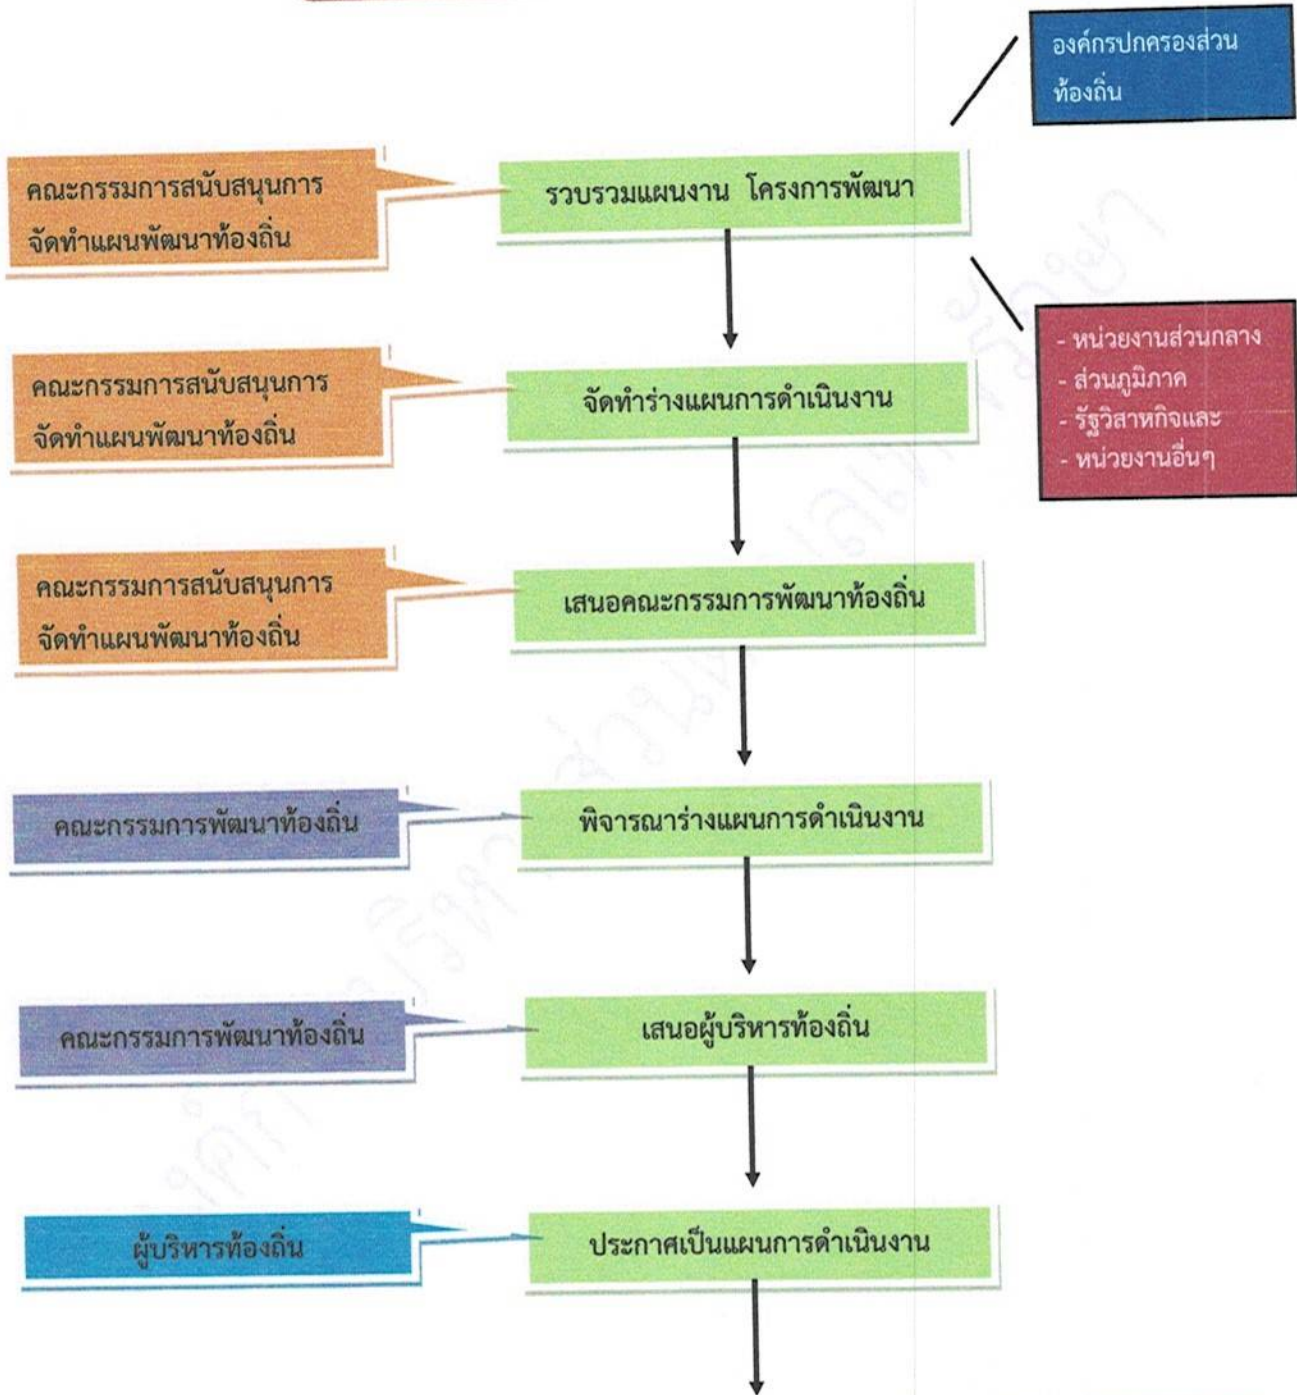 องค์กรปกครองส่วน
ท้องถิ่น
คณะกรรมการสนับสนุนการ
จัดทำแผนพัฒนาท้องถิ่น
รวบรวมแผนงาน โครงการพัฒนา
- หน่วยงานส่วนกลาง
- ส่วนภูมิภาค
- รัฐวิสาหกิจและ
- หน่วยงานอื่นๆ
คณะกรรมการสนับสนุนการ
จัดทำแผนพัฒนาท้องถิ่น
จัดทำร่างแผนการดำเนินงาน
คณะกรรมการสนับสนุนการ
จัดทำแผนพัฒนาท้องถิ่น
เสนอคณะกรรมการพัฒนาท้องถิ่น
คณะกรรมการพัฒนาท้องถิ่น
พิจารณาร่างแผนการดำเนินงาน
คณะกรรมการพัฒนาท้องถิ่น
เสนอผู้บริหารท้องถิ่น
ผู้บริหารท้องถิ่น
ประกาศเป็นแผนการดำเนินงาน